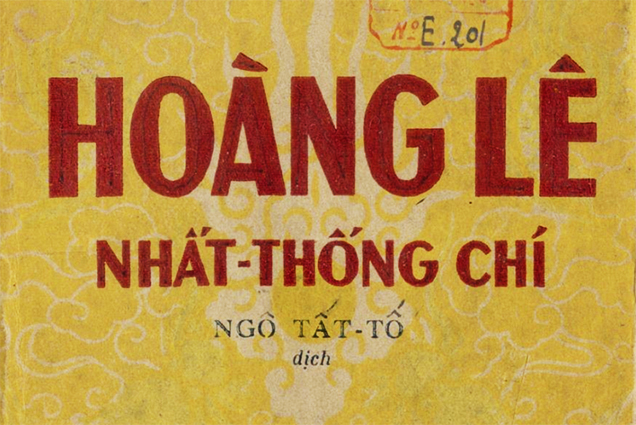 Nº E. 201
HOÀNG LÊ
NHẤT-THỐNG CHÍ
NGÔ TẤT-TỐ
dịch